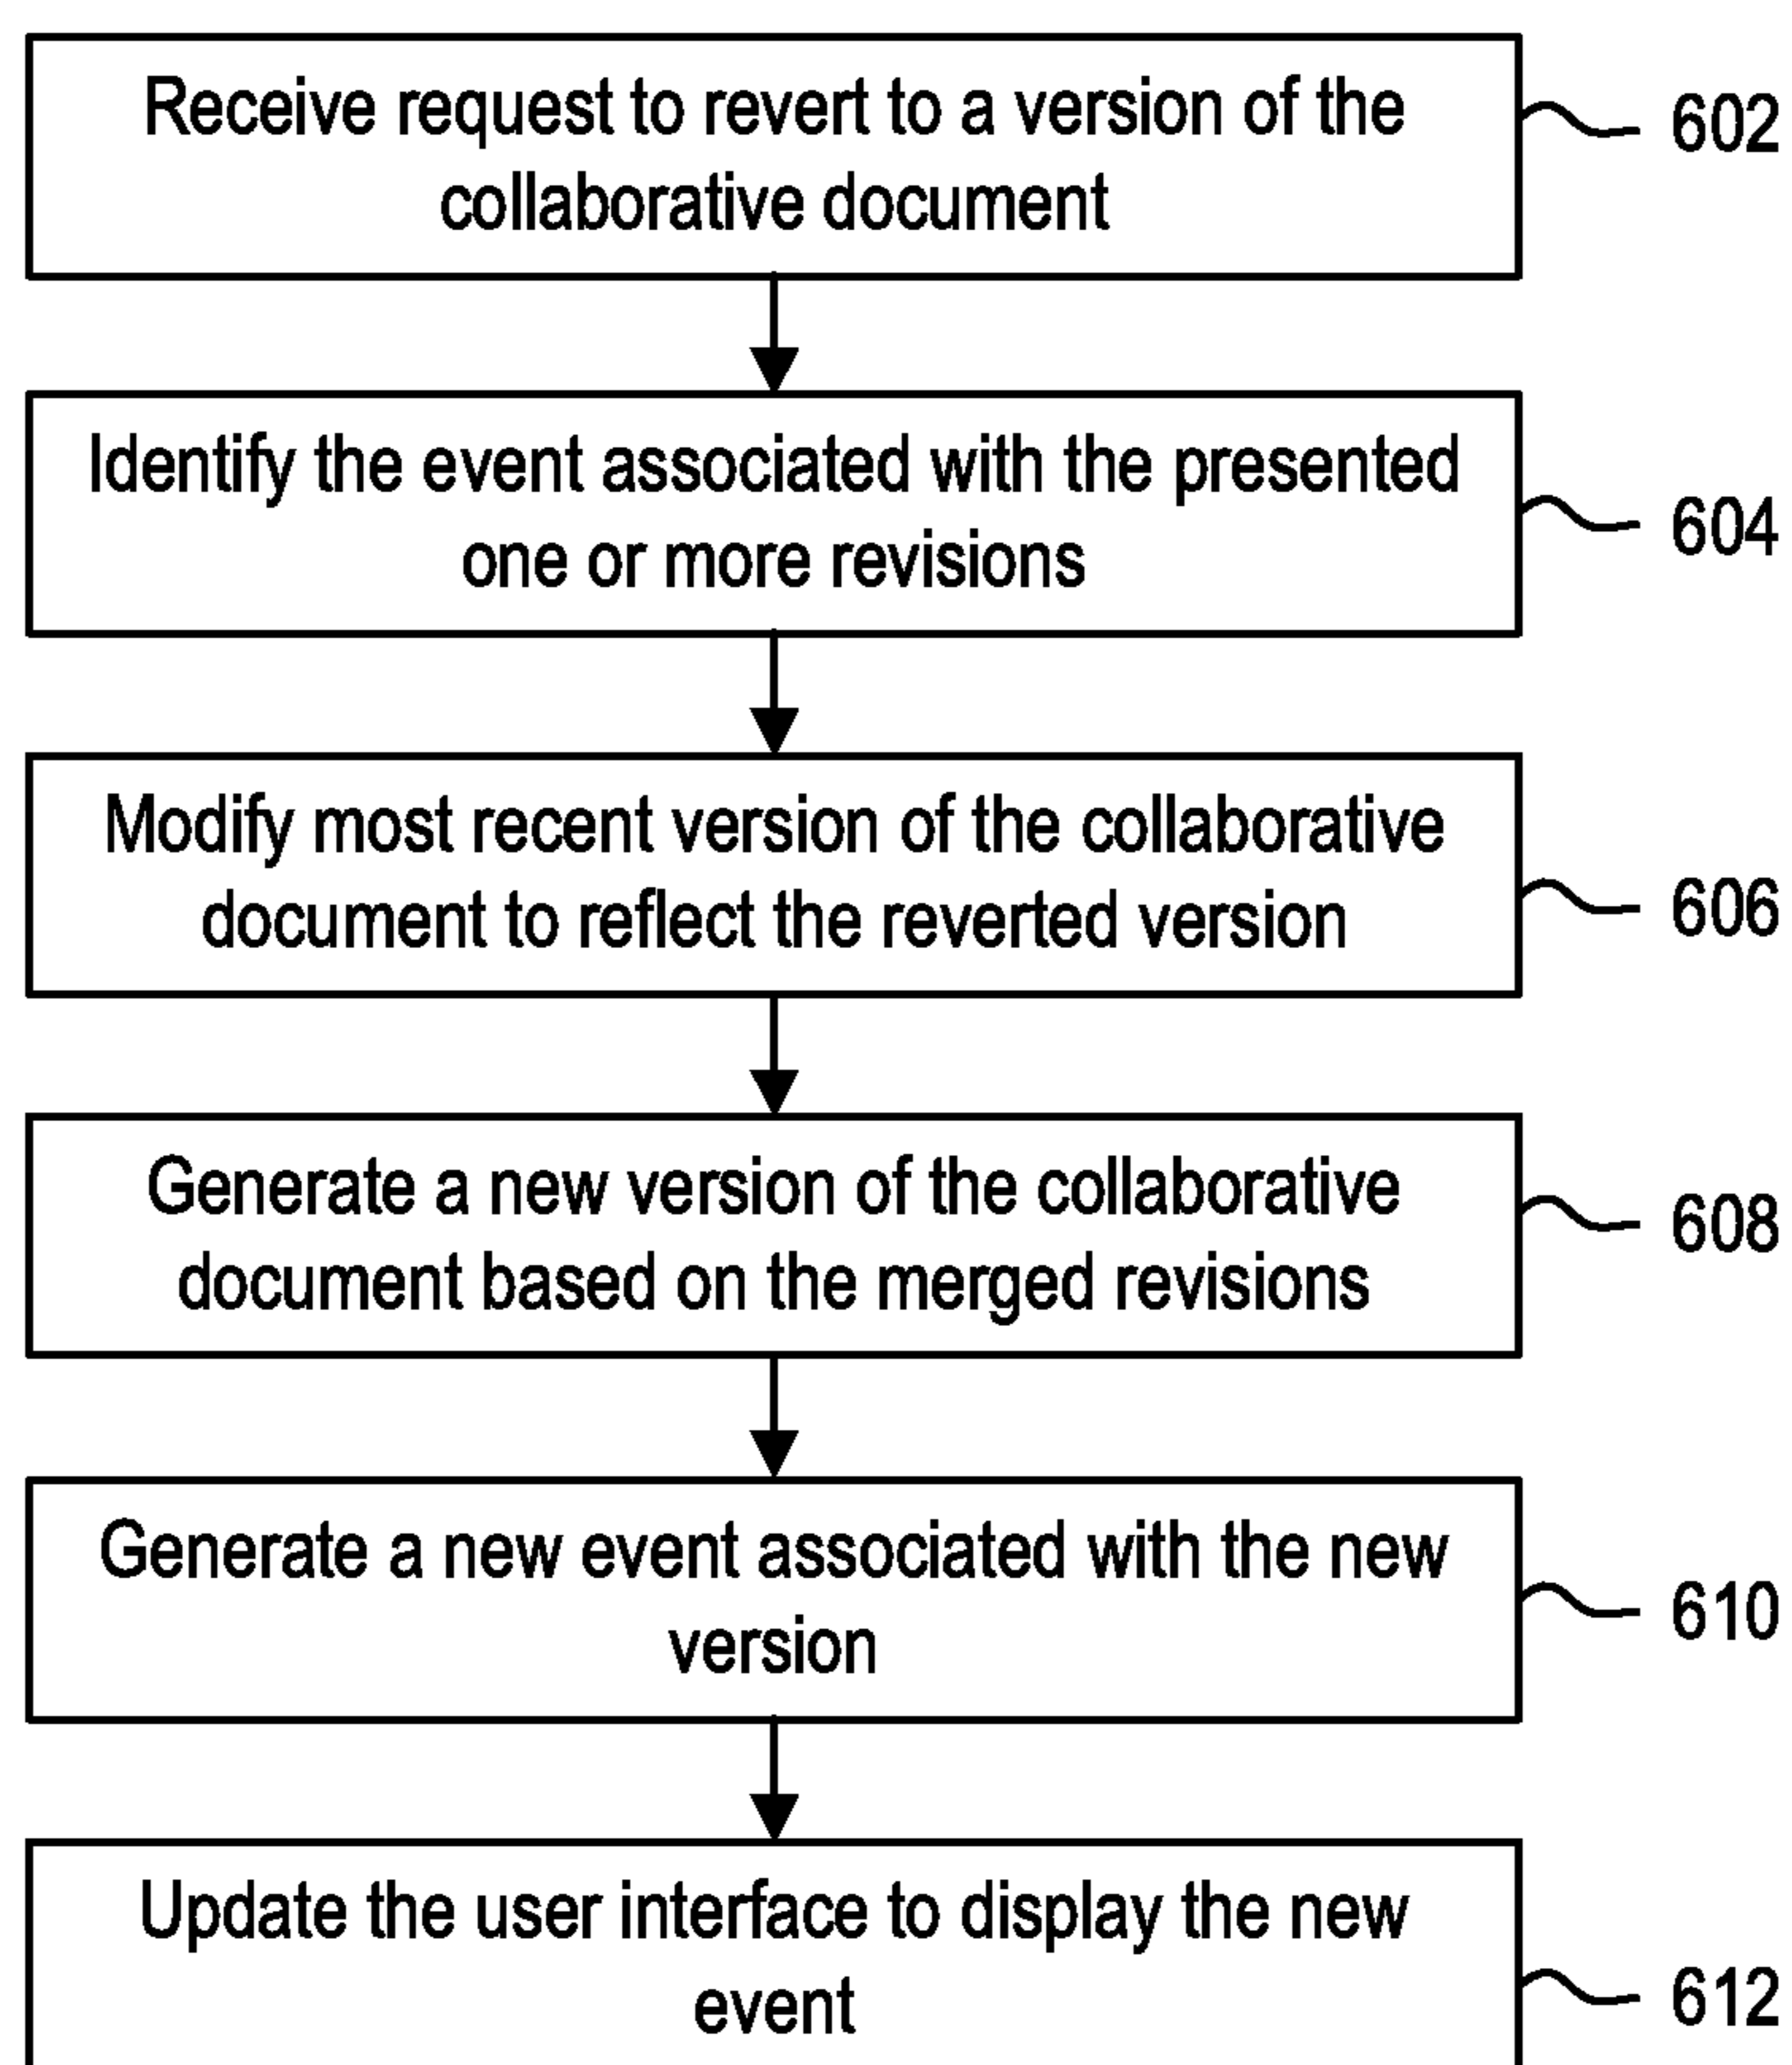 Receive request to revert to a version of the
collaborative document
602
Identify the event associated with the presented
one or more revisions
604
Modify most recent version of the collaborative
document to reflect the reverted version
606
Generate a new version of the collaborative
document based on the merged revisions
608
Generate a new event associated with the new
version
610
Update the user interface to display the new
event
612